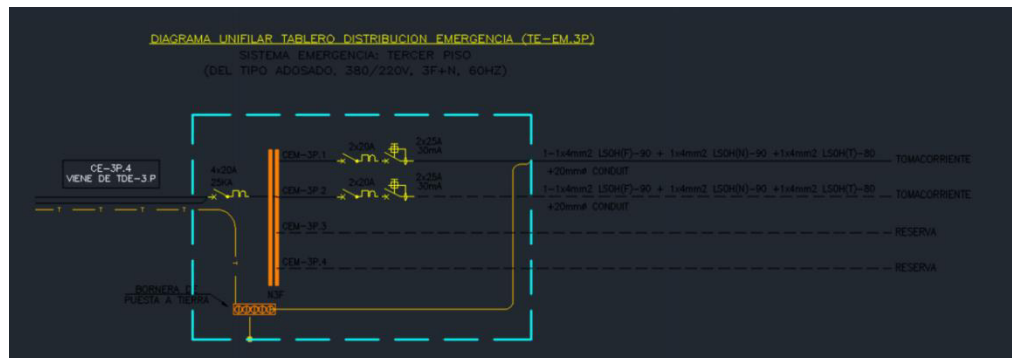 DIAGRAMA UNIFILAR TABLERO DISTRIBUCION EMERGENCIA (TE-EM.3P)
SISTEMA EMERGENCIA: TERCER PISO
(DEL TIPO ADOSADO, 380/220V, 3F+N, 60HZ)
CE-3P.4
VIENE DE TDE-3.P
4x20A
25KA
CEM-3P.1
2x20A
2x25A
30mA
1-1x4mm2 LSOH(F)-90 + 1x4mm2 LSOH(N)-90 +1x4mm2 LSOH(T)-80
+20mmø CONDUIT
TOMACORRIENTE
CEM-3P.2
2x20A
2x25A
30mA
1-1x4mm2 LSOH(F)-90 + 1x4mm2 LSOH(N)-90 +1x4mm2 LSOH(T)-80
+20mmø CONDUIT
TOMACORRIENTE
T T T T
CEM-3P.3
RESERVA
T
CEM-3P.4
RESERVA
BORNERA DE
PUESTA A TIERRA
N3F